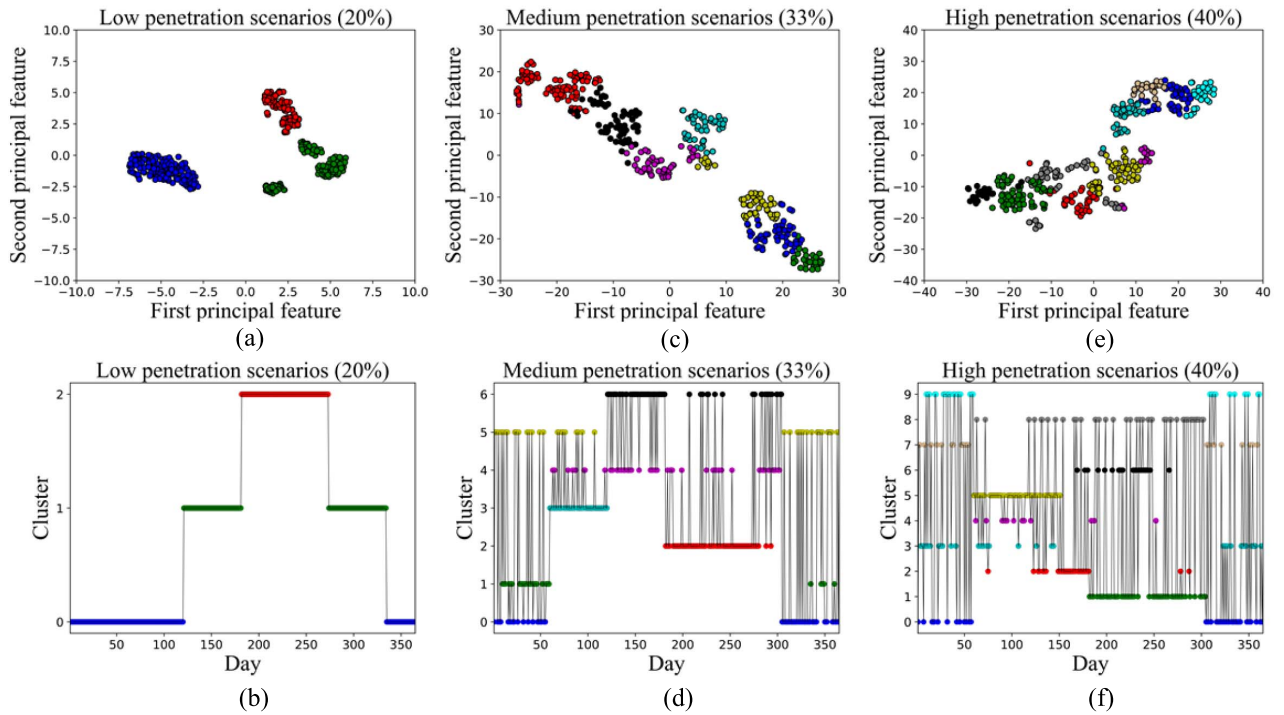 Low penetration scenarios (20%)
Second principal feature
10.0
7.5
5.0
2.5
0.0
−2.5
−5.0
−7.5
−10.0
−10.0 −7.5 −5.0 −2.5 0.0 2.5 5.0 7.5 10.0
First principal feature
(a)
Medium penetration scenarios (33%)
Second principal feature
30
20
10
0
−10
−20
−30
−30 −20 −10 0 10 20 30
First principal feature
(c)
High penetration scenarios (40%)
Second principal feature
40
30
20
10
0
−10
−20
−30
−40
−40 −30 −20 −10 0 10 20 30 40
First principal feature
(e)
Low penetration scenarios (20%)
Cluster
2
1
0
50 100 150 200 250 300 350
Day
(b)
Medium penetration scenarios (33%)
Cluster
6
5
4
3
2
1
0
50 100 150 200 250 300 350
Day
(d)
High penetration scenarios (40%)
Cluster
9
8
7
6
5
4
3
2
1
0
50 100 150 200 250 300 350
Day
(f)